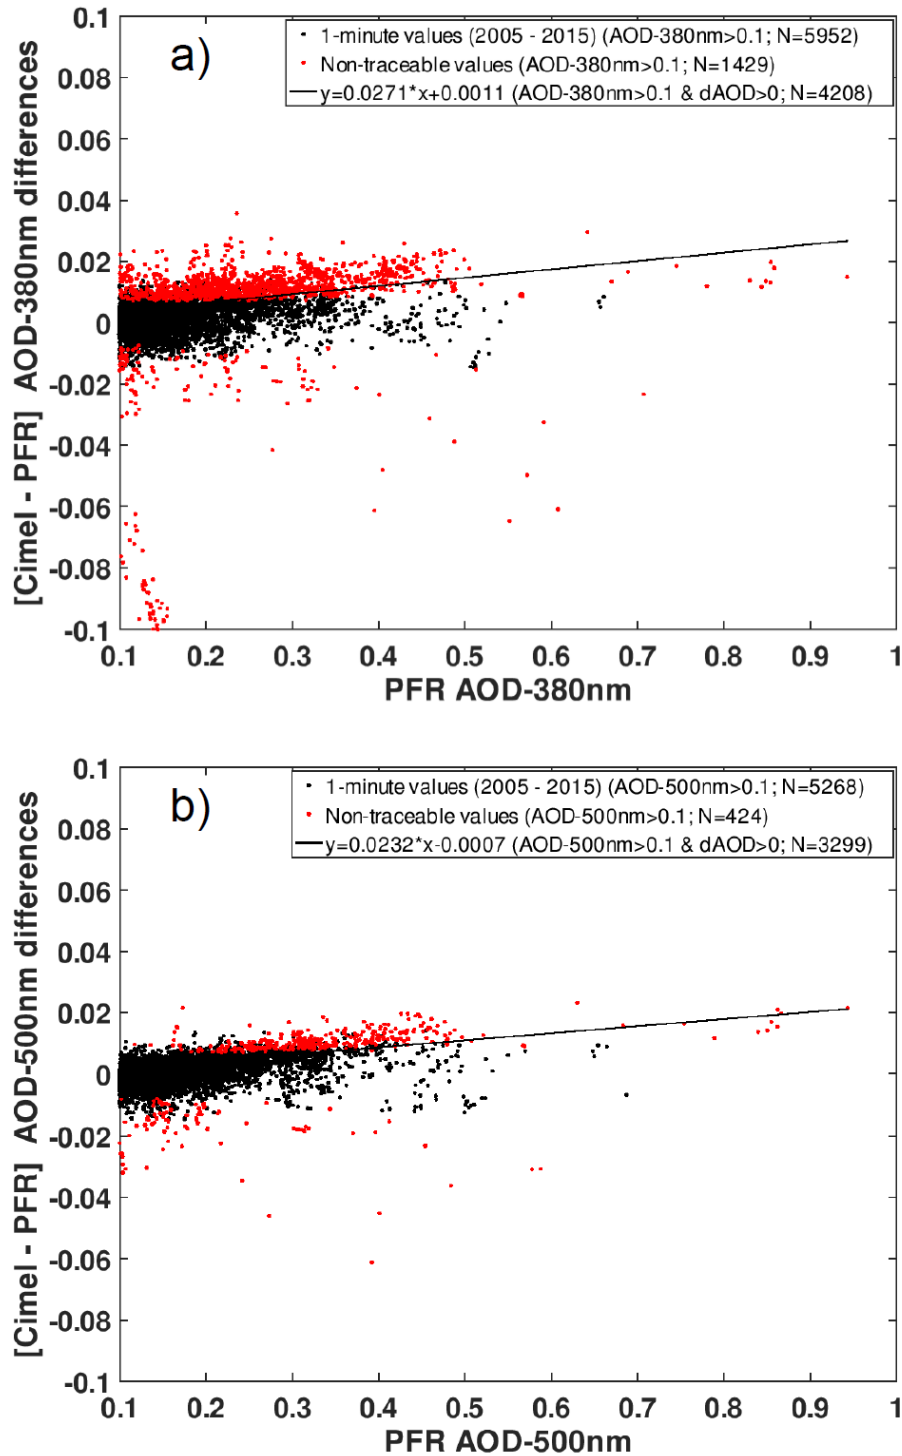 a)
1-minute values (2005 - 2015) (AOD-380nm>0.1; N=5952)
Non-traceable values (AOD-380nm>0.1; N=1429)
y=0.0271*x+0.0011 (AOD-380nm>0.1 & dAOD>0; N=4208)
[Cimel - PFR] AOD-380nm differences
0.1
0.08
0.06
0.04
0.02
0
-0.02
-0.04
-0.06
-0.08
-0.1
0.1 0.2 0.3 0.4 0.5 0.6 0.7 0.8 0.9 1
PFR AOD-380nm
b)
1-minute values (2005 - 2015) (AOD-500nm>0.1; N=5268)
Non-traceable values (AOD-500nm>0.1; N=424)
y=0.0232*x-0.0007 (AOD-500nm>0.1 & dAOD>0; N=3299)
[Cimel - PFR] AOD-500nm differences
0.1
0.08
0.06
0.04
0.02
0
-0.02
-0.04
-0.06
-0.08
-0.1
0.1 0.2 0.3 0.4 0.5 0.6 0.7 0.8 0.9 1
PFR AOD-500nm